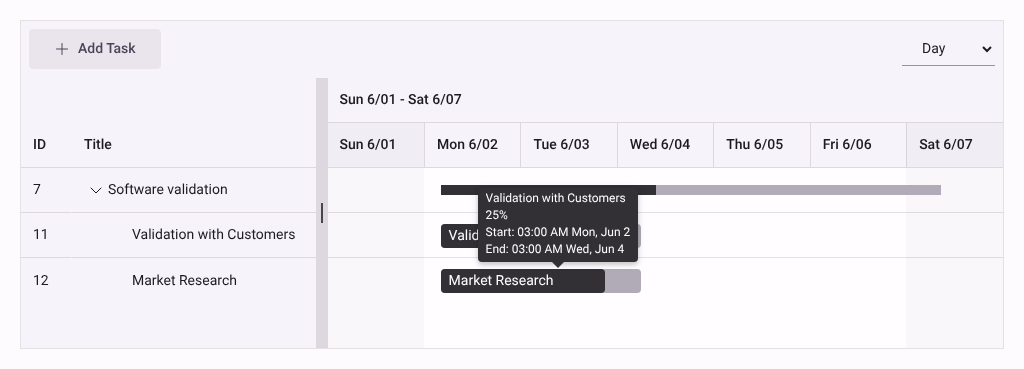 Add Task
Day
Sun 6/01 - Sat 6/07
ID Title Sun 6/01 Mon 6/02 Tue 6/03 Wed 6/04 Thu 6/05 Fri 6/06 Sat 6/07
7 Software validation
Validation with Customers
25%
Start: 03:00 AM Mon, Jun 2
End: 03:00 AM Wed, Jun 4
11 Validation with Customers Valid
12 Market Research Market Research